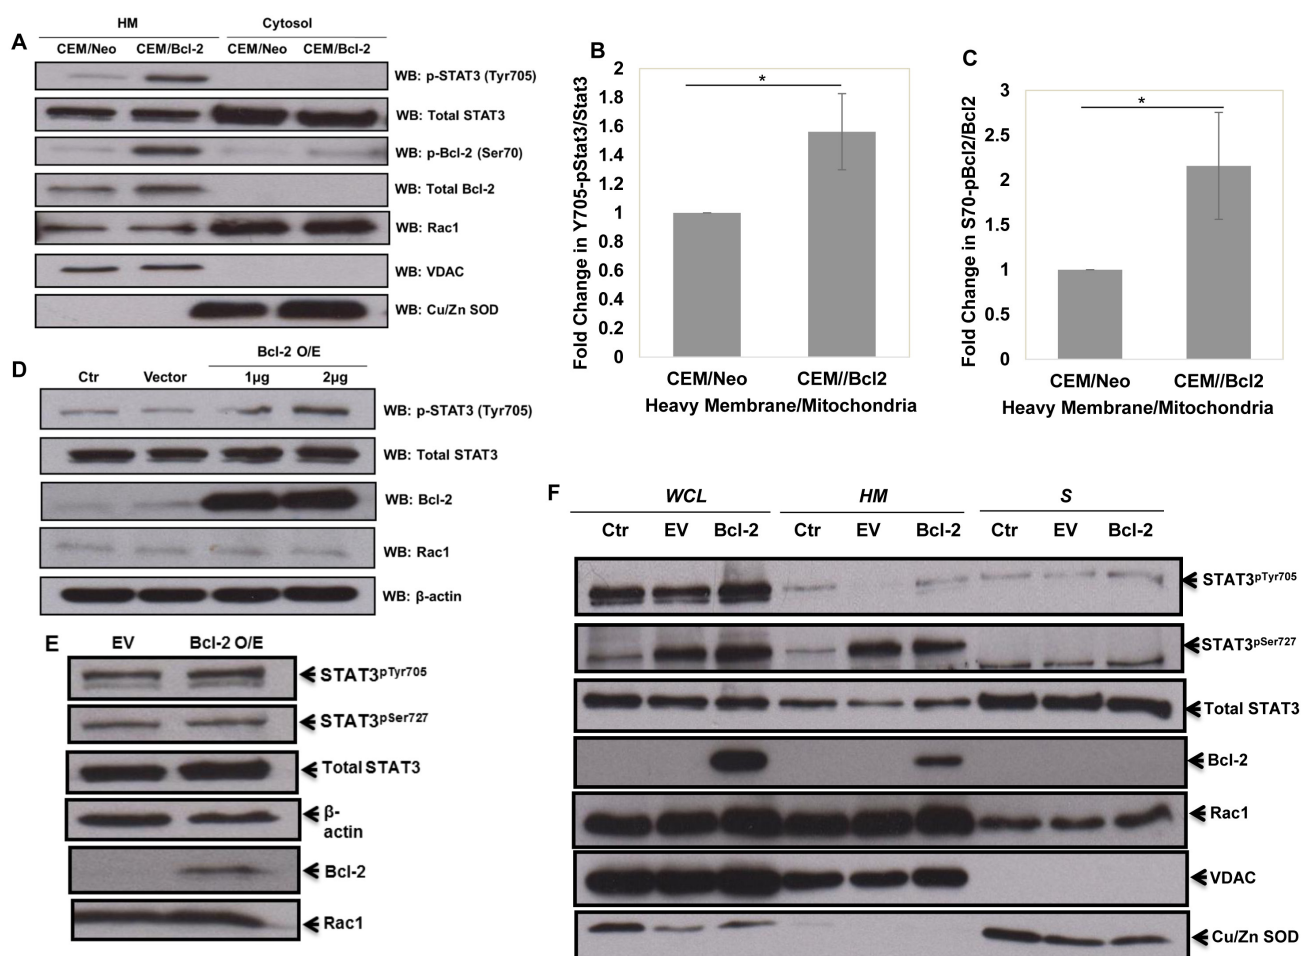 A
HM Cytosol
CEM/Neo CEM/Bcl-2 CEM/Neo CEM/Bcl-2
WB: p-STAT3 (Tyr705)
WB: Total STAT3
WB: p-Bcl-2 (Ser70)
WB: Total Bcl-2
WB: Rac1
WB: VDAC
WB: Cu/Zn SOD
B
Fold Change in Y705-pStat3/Stat3
2
1.8
1.6
1.4
1.2
1
0.8
0.6
0.4
0.2
0
*
CEM/Neo CEM//Bcl2
Heavy Membrane/Mitochondria
C
Fold Change in S70-pBcl2/Bcl2
3
2.5
2
1.5
1
0.5
0
*
CEM/Neo CEM//Bcl2
Heavy Membrane/Mitochondria
D
Bcl-2 O/E
Ctr Vector 1µg 2µg
WB: p-STAT3 (Tyr705)
WB: Total STAT3
WB: Bcl-2
WB: Rac1
WB: β-actin
E
EV Bcl-2 O/E
STAT3pTyr705
STAT3pSer727
Total STAT3
β-
actin
Bcl-2
Rac1
F
WCL HM S
Ctr EV Bcl-2 Ctr EV Bcl-2 Ctr EV Bcl-2
STAT3pTyr705
STAT3pSer727
Total STAT3
Bcl-2
Rac1
VDAC
Cu/Zn SOD